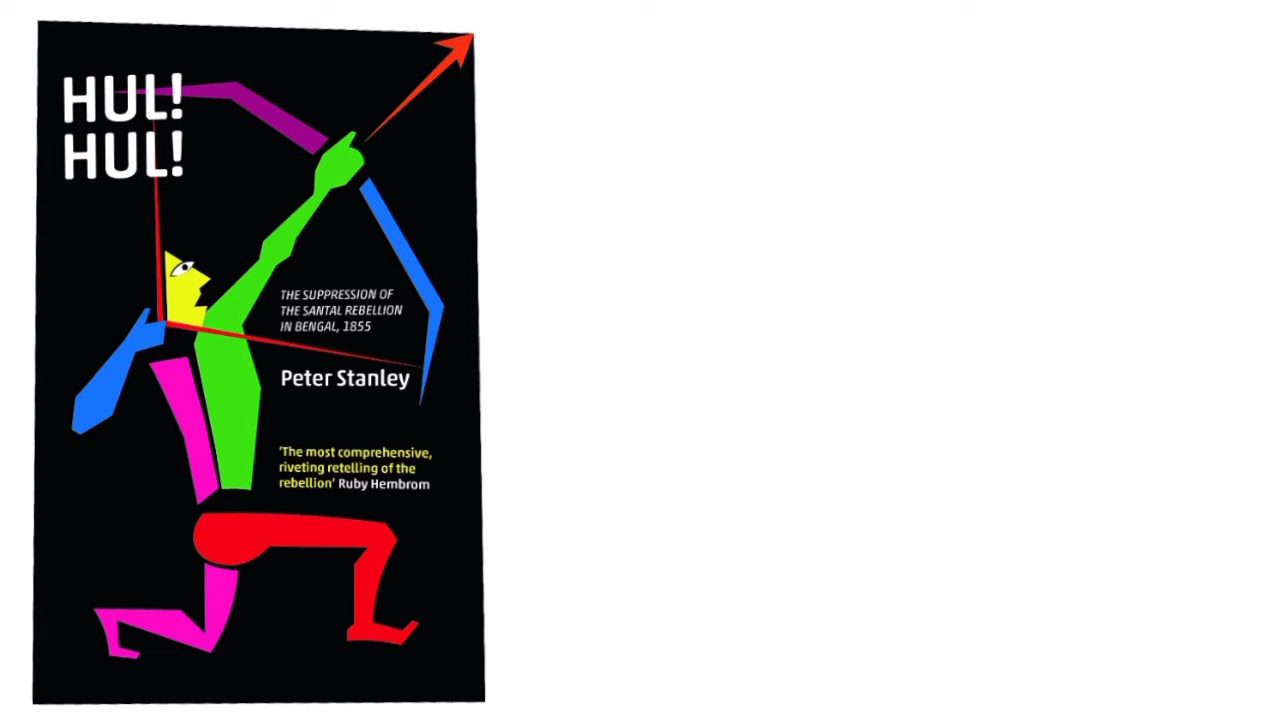 HUL!
HUL!
THE SUPPRESSION OF
THE SANTAL REBELLION
IN BENGAL, 1855
Peter Stanley
‘The most comprehensive,
riveting retelling of the
rebellion’ Ruby Hembrom